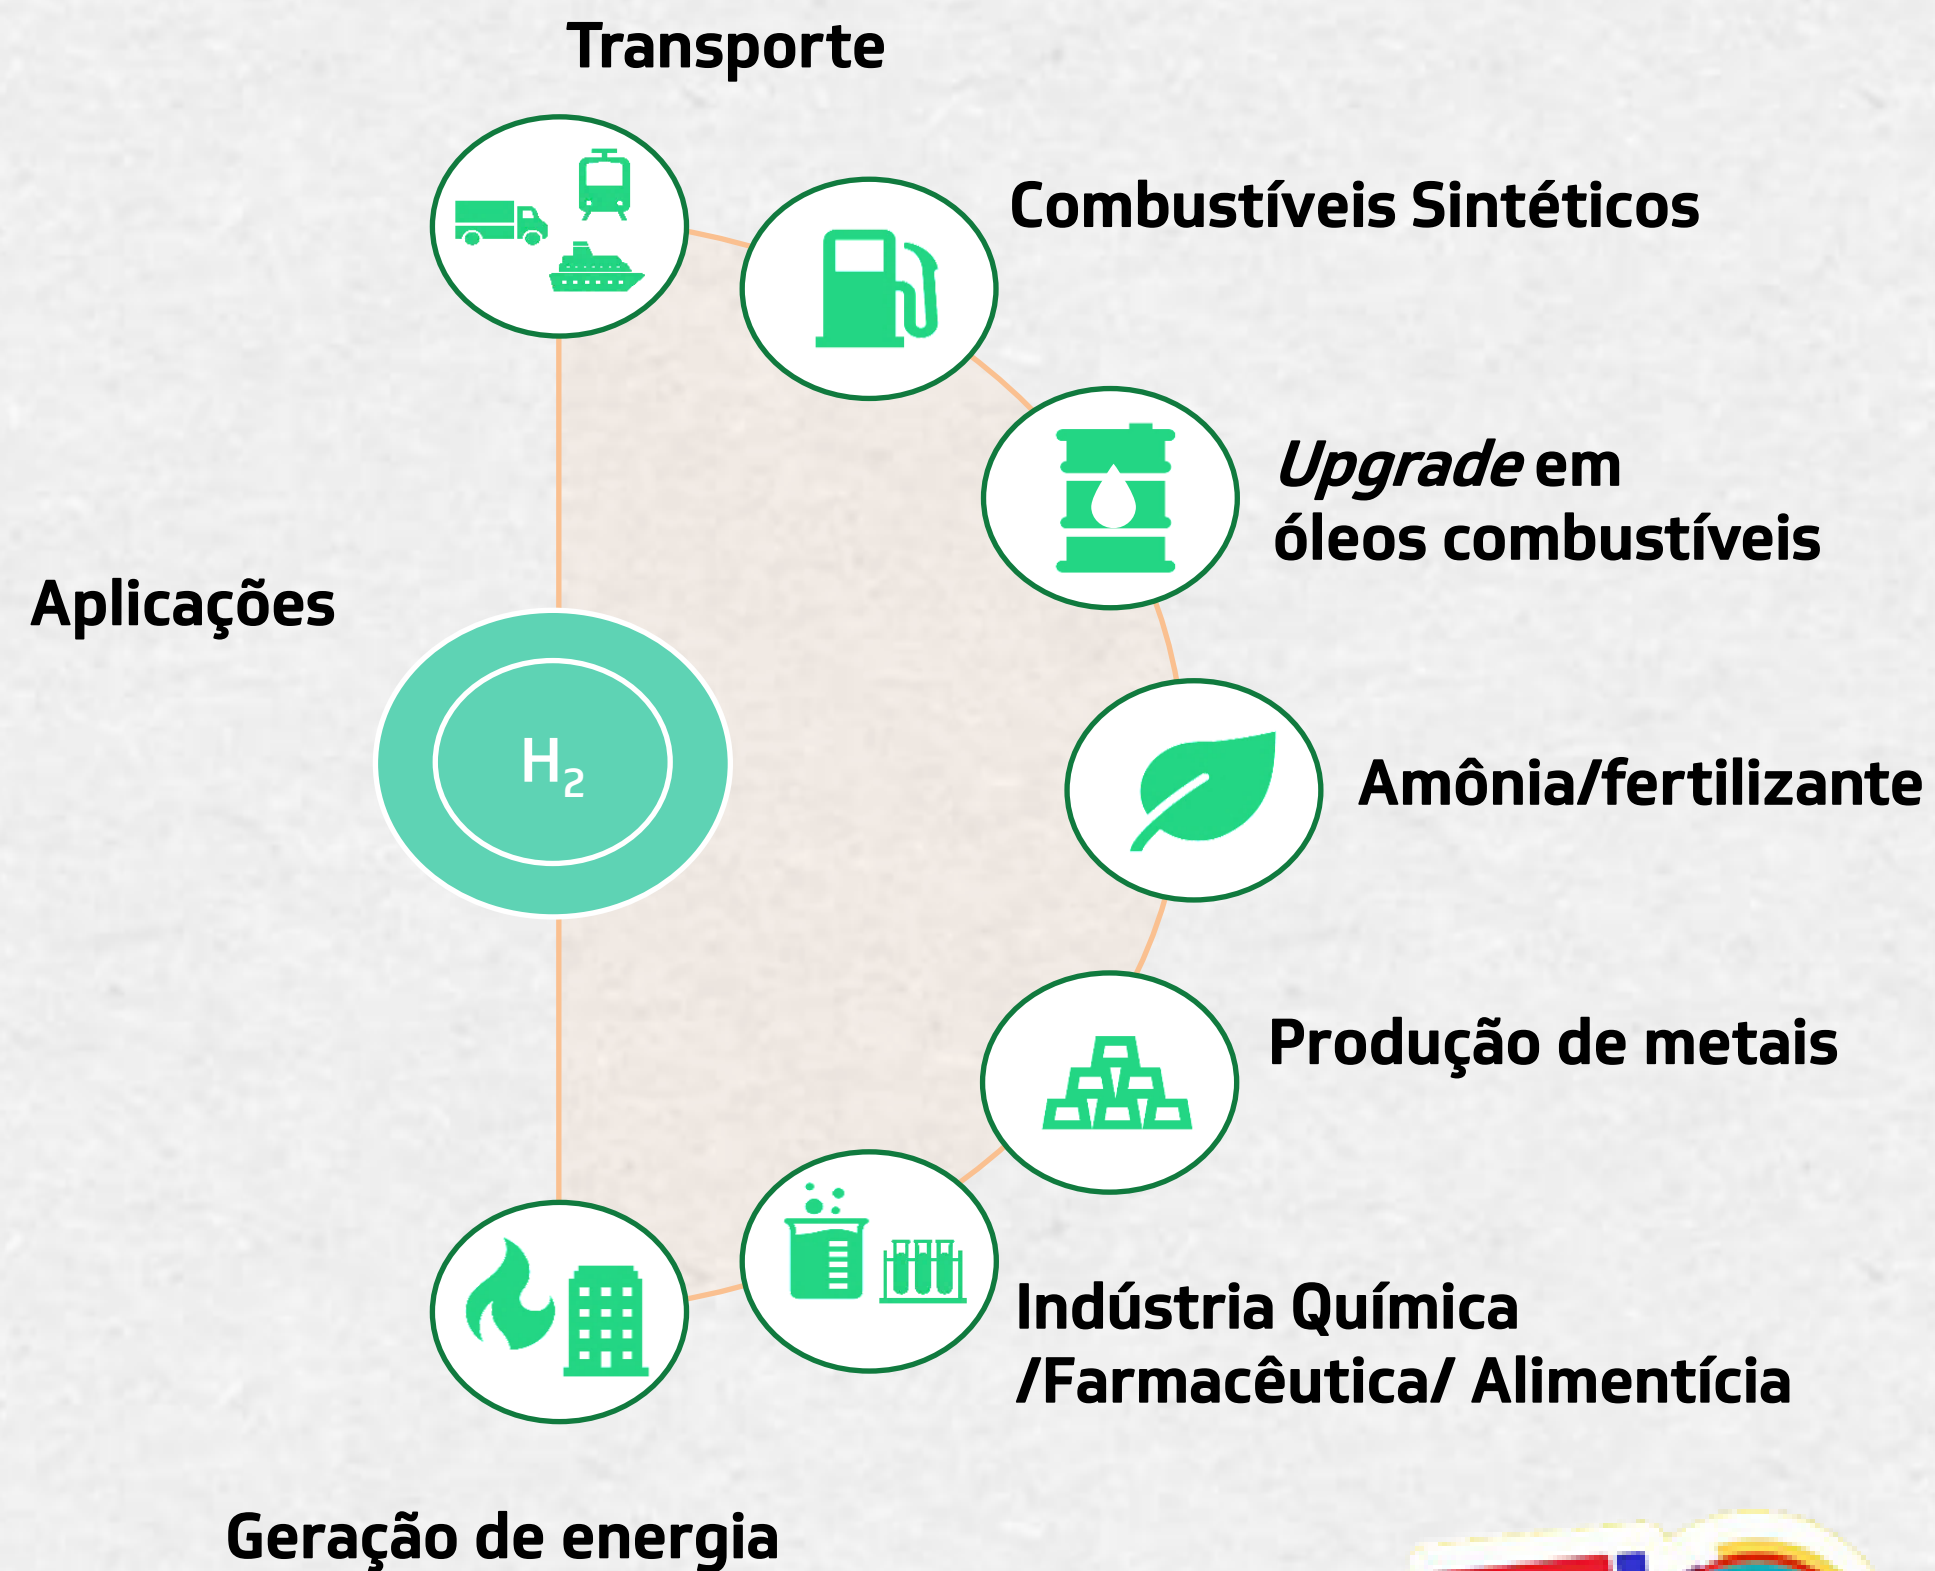 Transporte
Combustíveis Sintéticos
Upgrade em
óleos combustíveis
Aplicações
H₂
Amônia/fertilizante
Produção de metais
Indústria Química
/Farmacêutica/ Alimentícia
Geração de energia